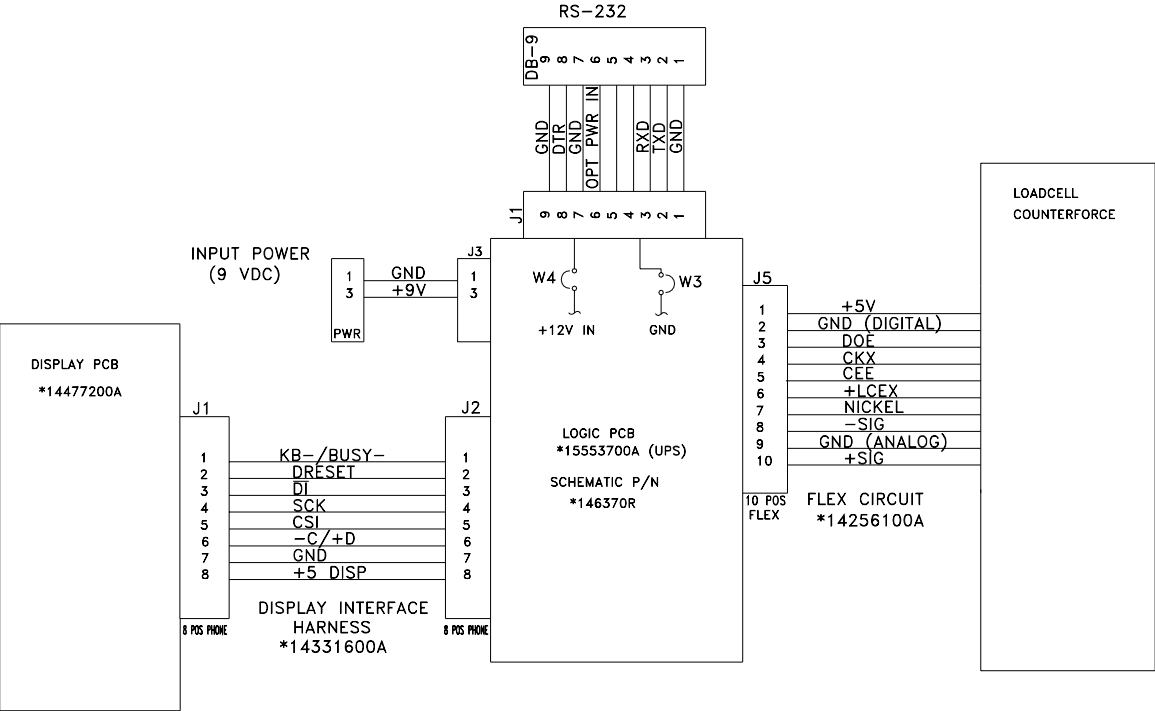 RS-232
DB-9
9 8 7 6 5 4 3 2 1
GND
DTR
GND
OPT PWR IN
RXD
TXD
GND
J1
9 8 7 6 5 4 3 2 1
LOADCELL
COUNTERFORCE
INPUT POWER
(9 VDC)
1
3
PWR
GND
+9V
J3
1
3
W4
+12V IN
W3
GND
J5
1 +5V
2 GND (DIGITAL)
3 DOE
4 CKX
5 CEE
6 +LCEX
7 NICKEL
8 -SIG
9 GND (ANALOG)
10 +SIG
10 POS
FLEX
FLEX CIRCUIT
*14256100A
DISPLAY PCB
*14477200A
J1
J2
1 KB-/BUSY- 1
2 DRESET 2
3 DI 3
4 SCK 4
5 CSI 5
6 -C/+D 6
7 GND 7
8 +5 DISP 8
8 POS PHONE
8 POS PHONE
DISPLAY INTERFACE
HARNESS
*14331600A
LOGIC PCB
*15553700A (UPS)
SCHEMATIC P/N
*146370R